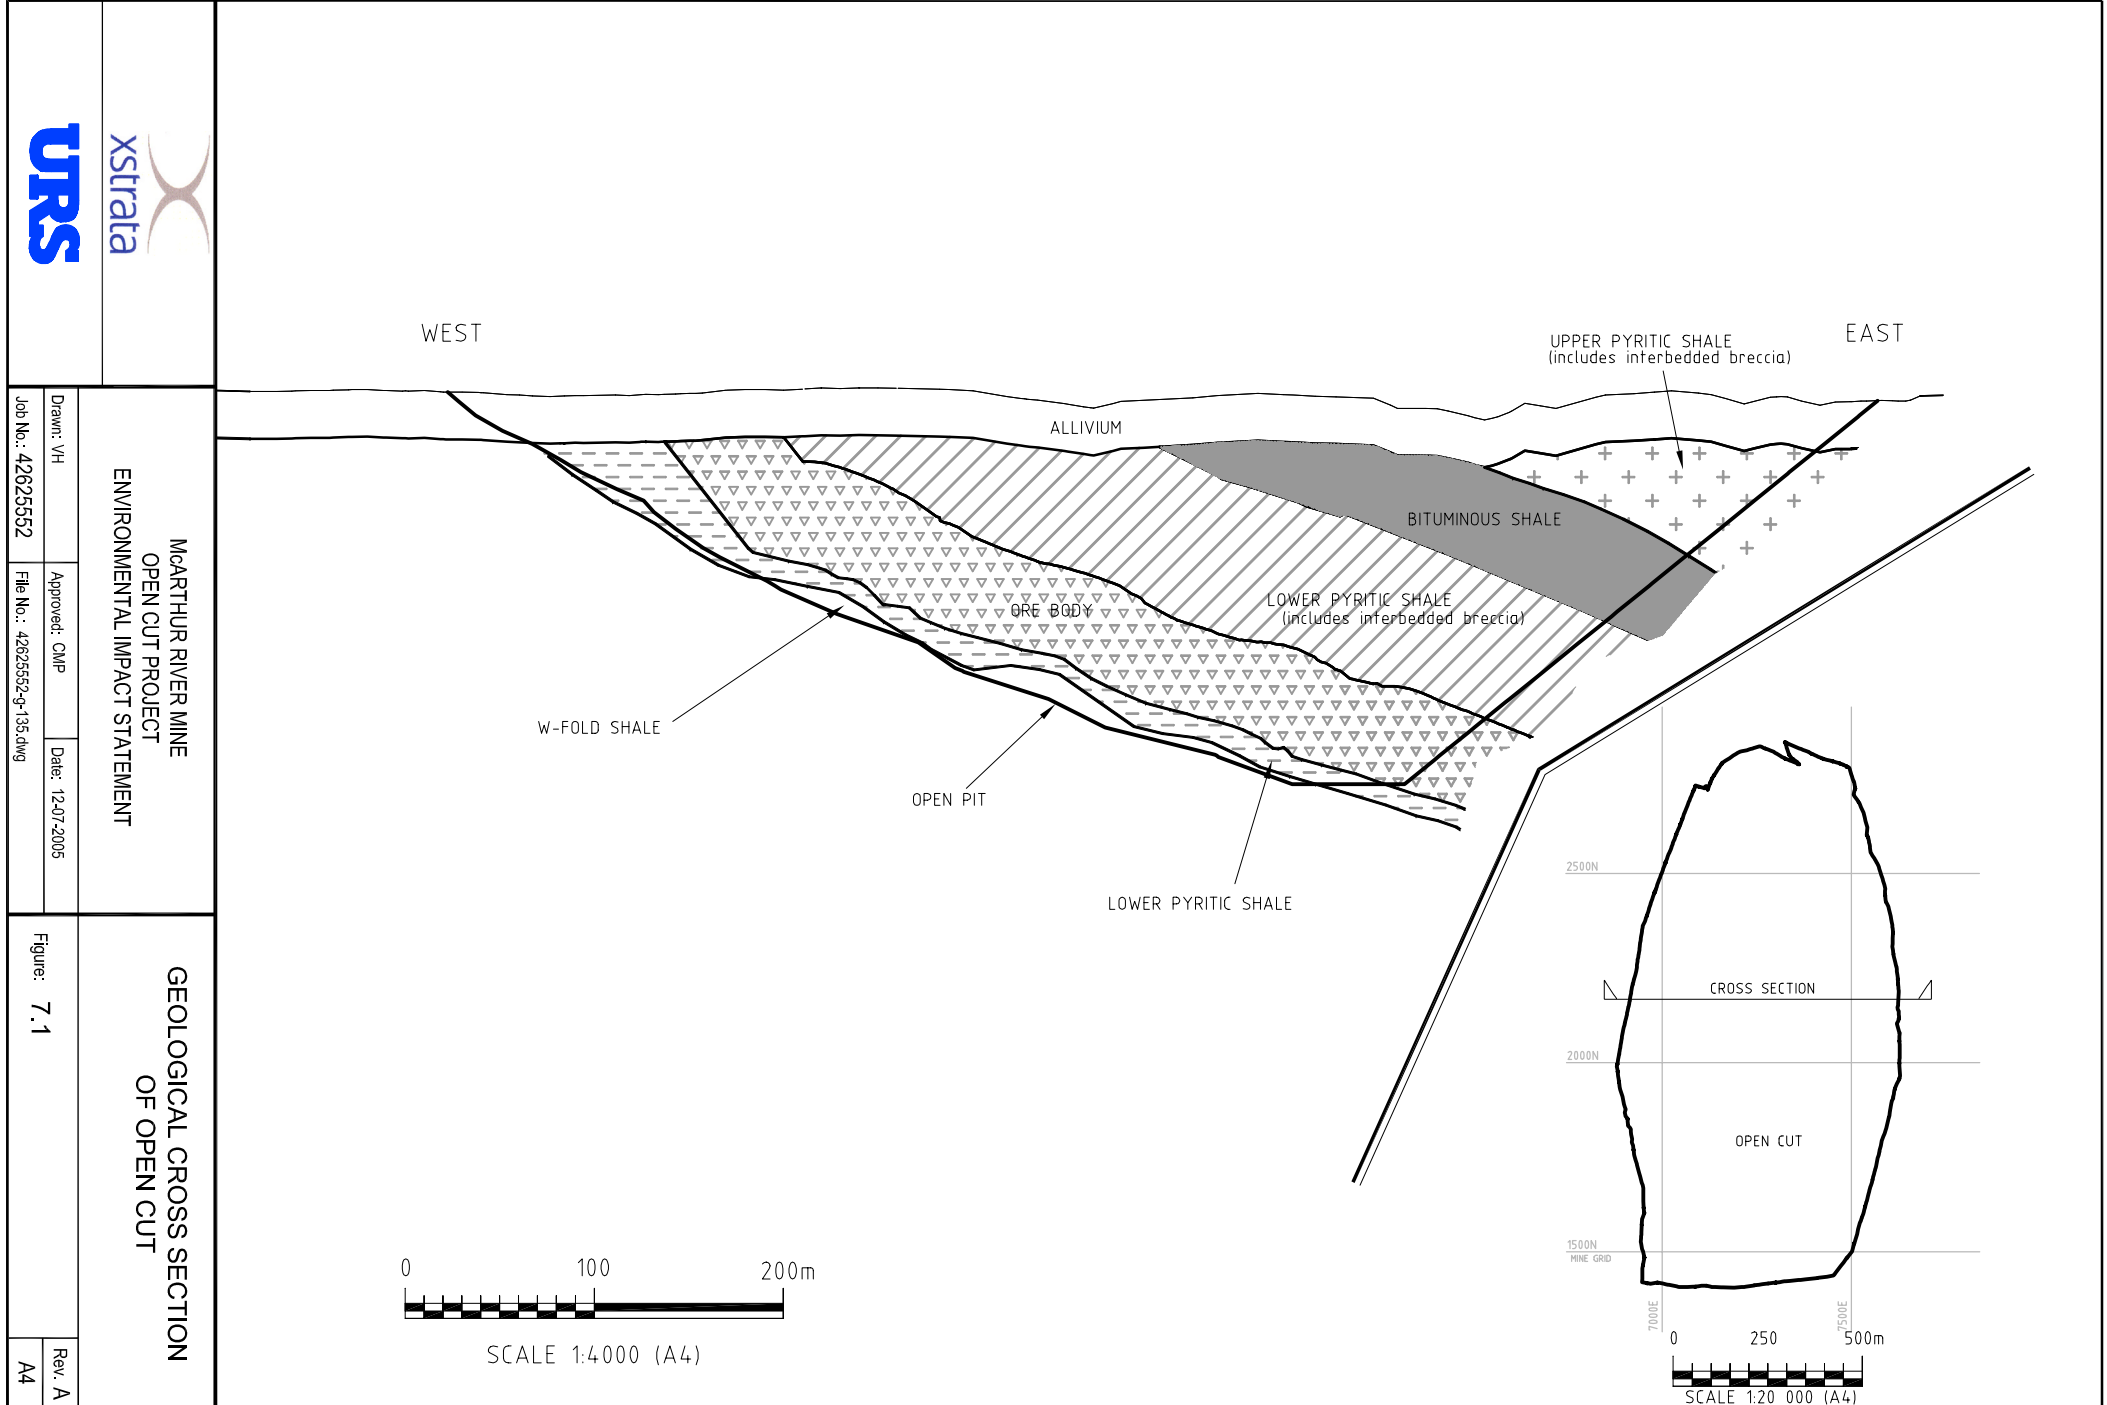 WEST
EAST
UPPER PYRITIC SHALE
(includes interbedded breccia)
ALLIVIUM
BITUMINOUS SHALE
ORE BODY
LOWER PYRITIC SHALE
(includes interbedded breccia)
W-FOLD SHALE
OPEN PIT
LOWER PYRITIC SHALE
2500N
CROSS SECTION
2000N
OPEN CUT
1500N
MINE GRID
7000E
7500E
0 250 500m
SCALE 1:20 000 (A4)
0 100 200m
SCALE 1:4000 (A4)
xstrata
URS
McARTHUR RIVER MINE
OPEN CUT PROJECT
ENVIRONMENTAL IMPACT STATEMENT
Drawn: VH
Approved: CMP
Date: 12-07-2005
Job No.: 42625552
File No.: 42625552-g-135.dwg
GEOLOGICAL CROSS SECTION
OF OPEN CUT
Figure: 7.1
Rev. A
A4